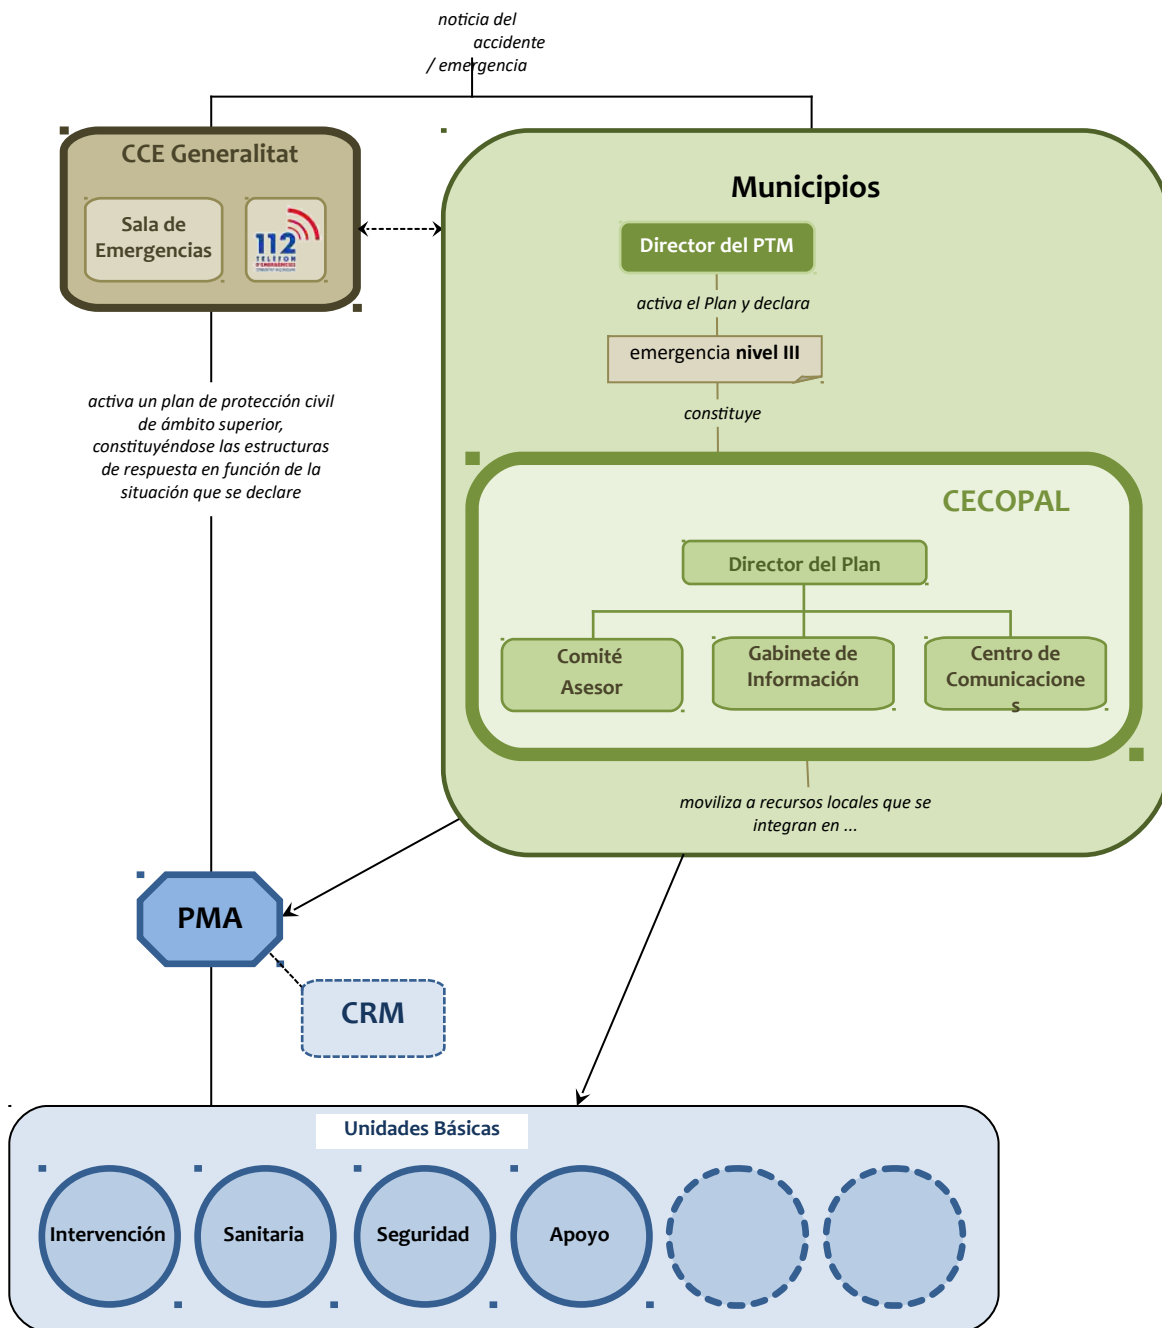 noticia del
accidente
/ emergencia
CCE Generalitat
Sala de
Emergencias
112
TELÈFON
D'EMERGÈNCIES
Municipios
Director del PTM
activa el Plan y declara
emergencia nivel III
constituye
activa un plan de protección civil
de ámbito superior,
constituyéndose las estructuras
de respuesta en función de la
situación que se declare
CECOPAL
Director del Plan
Comité
Asesor
Gabinete de
Información
Centro de
Comunicacione
s
moviliza a recursos locales que se
integran en ...
PMA
CRM
Unidades Básicas
Intervención
Sanitaria
Seguridad
Apoyo